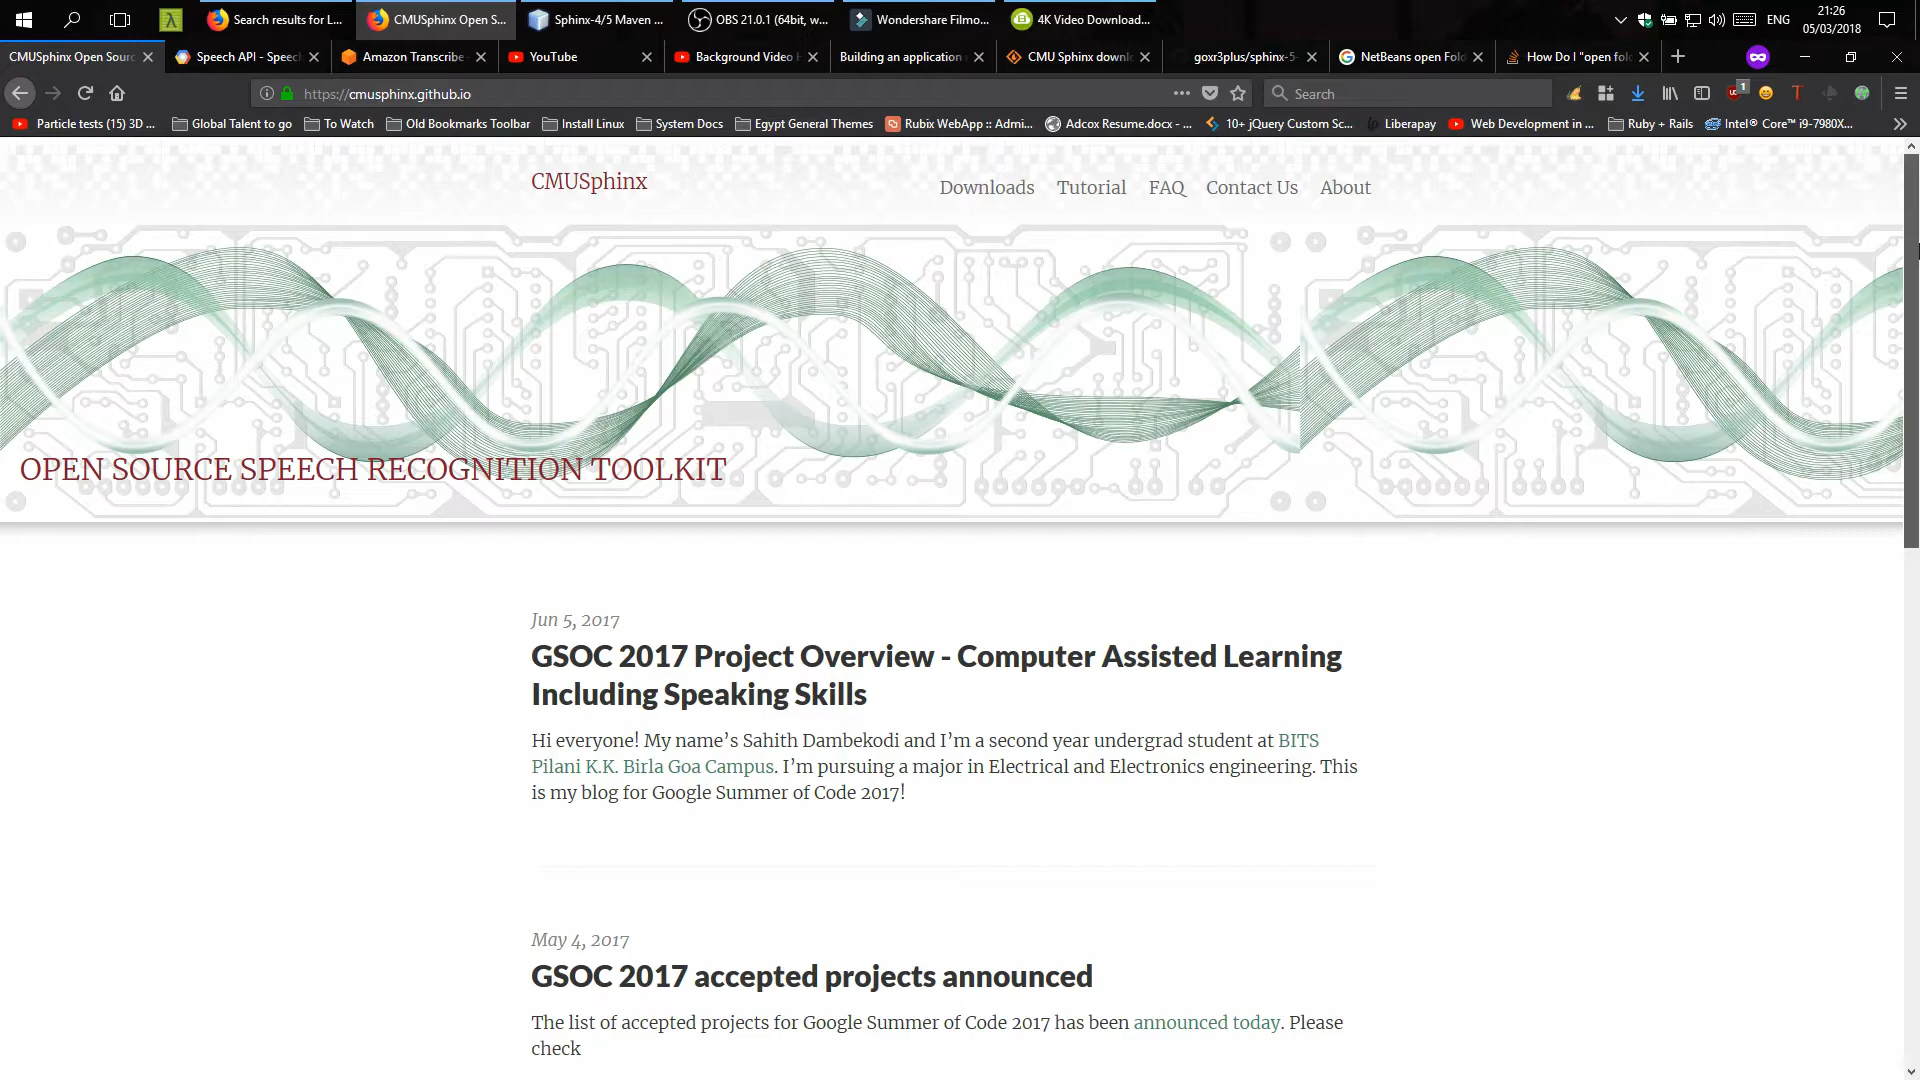 Search results for L...
CMUSphinx Open S...
Sphinx-4/5 Maven ...
OBS 21.0.1 (64bit, w...
Wondershare Filmo...
4K Video Download...
ENG
21:26
05/03/2018
CMUSphinx Open Sourc
Speech API - Speech
Amazon Transcribe -
YouTube
Background Video
Building an application
CMU Sphinx downl
goxr3plus/sphinx-5-
NetBeans open Fold
How Do I "open fol
https://cmusphinx.github.io
Search
1
Particle tests (15) 3D ...
Global Talent to go
To Watch
Old Bookmarks Toolbar
Install Linux
System Docs
Egypt General Themes
Rubix WebApp :: Admi...
Adcox Resume.docx - ...
10+ jQuery Custom Sc...
Liberapay
Web Development in ...
Ruby + Rails
Intel® Core™ i9-7980X...
CMUSphinx
Downloads Tutorial FAQ Contact Us About
OPEN SOURCE SPEECH RECOGNITION TOOLKIT
Jun 5, 2017
GSOC 2017 Project Overview - Computer Assisted Learning
Including Speaking Skills
Hi everyone! My name’s Sahith Dambekodi and I’m a second year undergrad student at BITS
Pilani K.K. Birla Goa Campus. I’m pursuing a major in Electrical and Electronics engineering. This
is my blog for Google Summer of Code 2017!
May 4, 2017
GSOC 2017 accepted projects announced
The list of accepted projects for Google Summer of Code 2017 has been announced today. Please
check